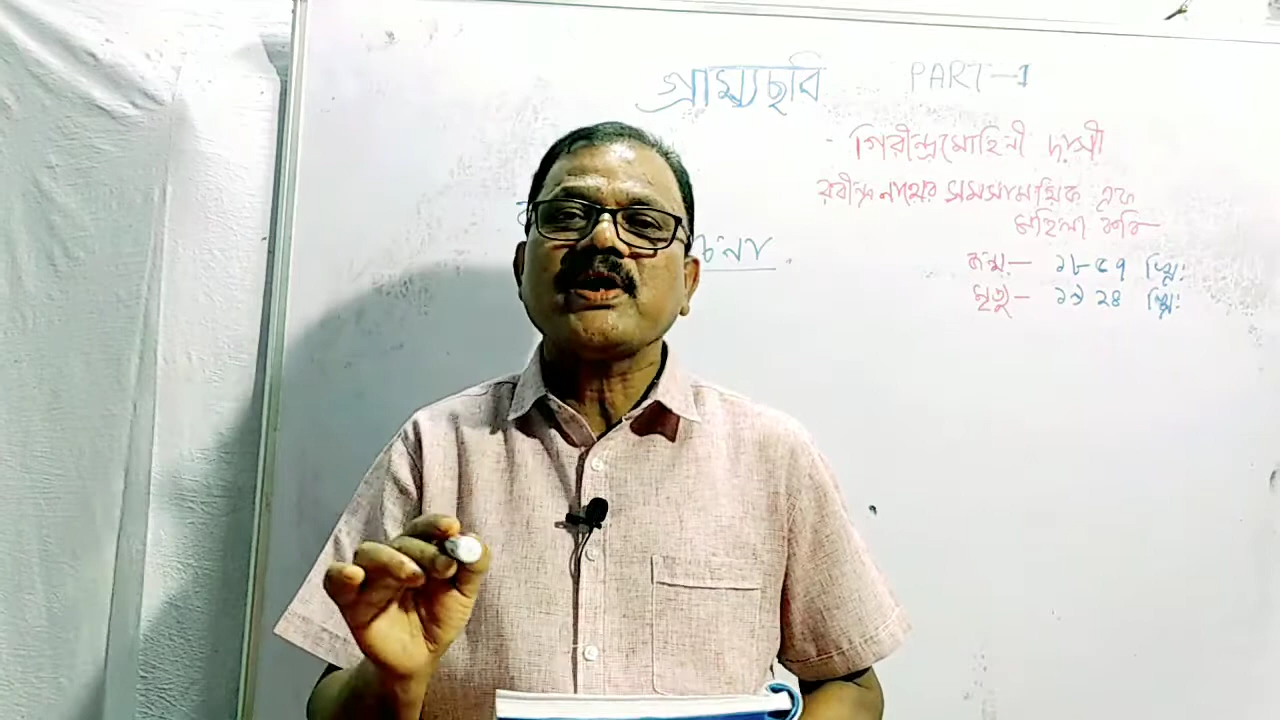 গ্রাম্যছবি PART-1
- গিরীন্দ্রমোহিনী দাসী
রবীন্দ্রনাথের সমসাময়িক এক
মহিলা কবি
জন্ম- ১৮৫৭ খ্রি:
মৃত্যু- ১৯২৪ খ্রি: